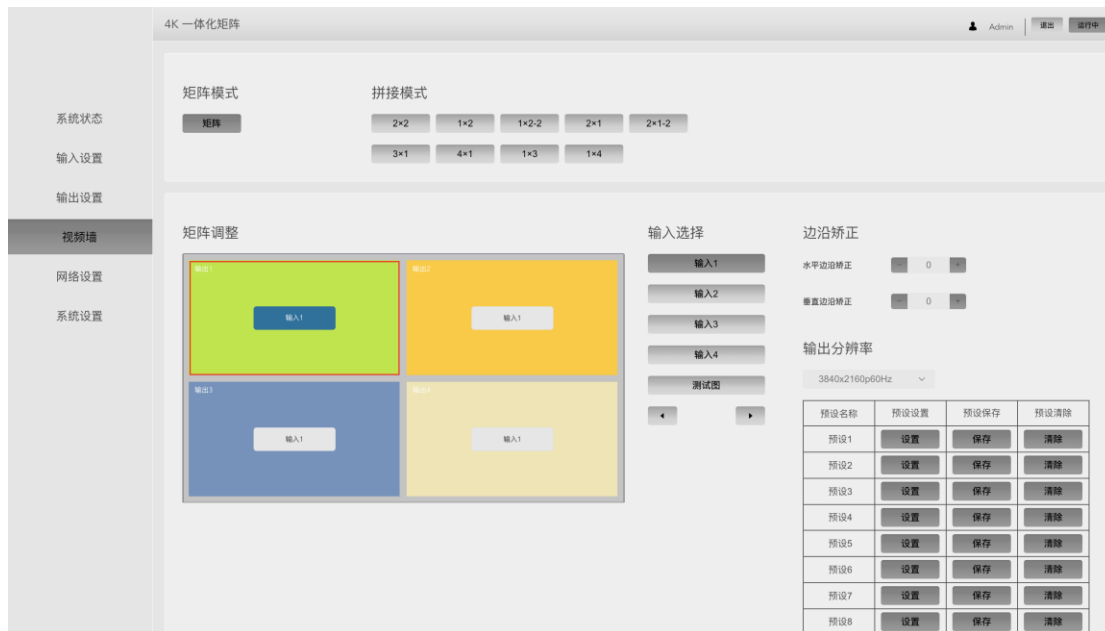 4K 一体化矩阵
Admin
退出
运行中
系统状态
输入设置
输出设置
视频墙
网络设置
系统设置
矩阵模式
矩阵
拼接模式
2×2 1×2 1×2-2 2×1 2×1-2
3×1 4×1 1×3 1×4
矩阵调整
输出1
输入1
输出2
输入1
输出3
输入1
输出4
输入1
输入选择
输入1
输入2
输入3
输入4
测试图
边沿矫正
水平边沿矫正 - 0 +
垂直边沿矫正 - 0 +
输出分辨率
3840x2160p60Hz
预设名称 预设设置 预设保存 预设清除
预设1 设置 保存 清除
预设2 设置 保存 清除
预设3 设置 保存 清除
预设4 设置 保存 清除
预设5 设置 保存 清除
预设6 设置 保存 清除
预设7 设置 保存 清除
预设8 设置 保存 清除